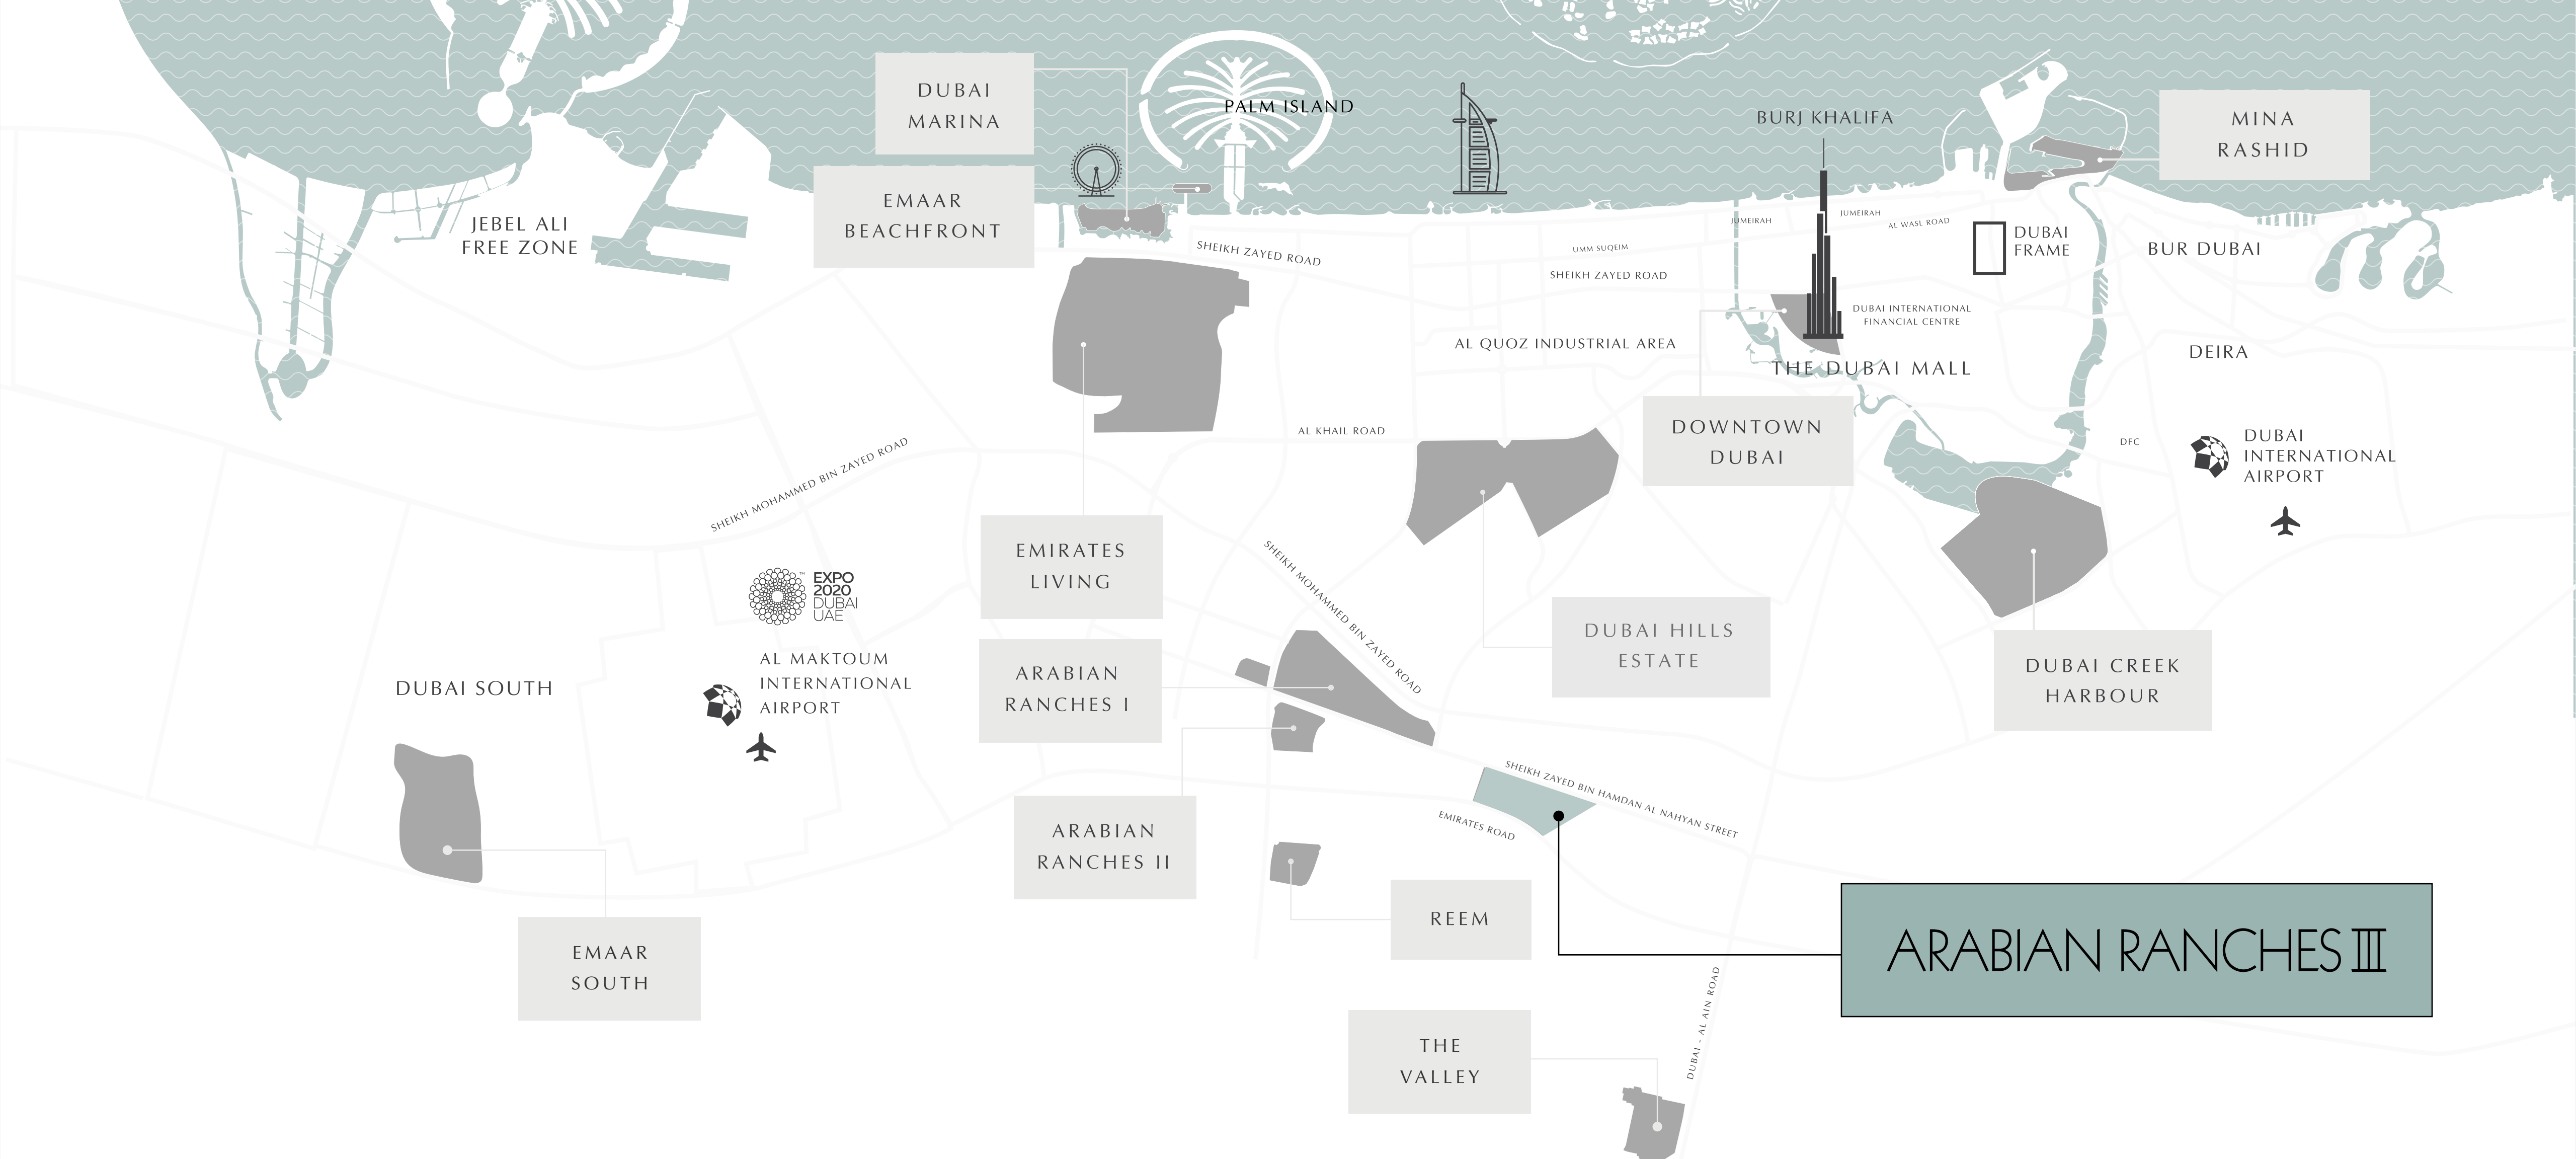 DUBAI
MARINA
PALM ISLAND
BURJ KHALIFA
MINA
RASHID
EMAAR
BEACHFRONT
JEBEL ALI
FREE ZONE
JUMEIRAH
JUMEIRAH
AL WASL ROAD
DUBAI
FRAME
BUR DUBAI
SHEIKH ZAYED ROAD
UMM SUQEIM
SHEIKH ZAYED ROAD
DUBAI INTERNATIONAL
FINANCIAL CENTRE
AL QUOZ INDUSTRIAL AREA
THE DUBAI MALL
DEIRA
AL KHAIL ROAD
DOWNTOWN
DUBAI
DFC
DUBAI
INTERNATIONAL
AIRPORT
SHEIKH MOHAMMED BIN ZAYED ROAD
EMIRATES
LIVING
SHEIKH MOHAMMED BIN ZAYED ROAD
EXPO
2020
DUBAI
UAE
TM
DUBAI HILLS
ESTATE
DUBAI CREEK
HARBOUR
AL MAKTOUM
INTERNATIONAL
AIRPORT
DUBAI SOUTH
ARABIAN
RANCHES I
SHEIKH ZAYED BIN HAMDAN AL NAHYAN STREET
EMIRATES ROAD
ARABIAN
RANCHES II
REEM
ARABIAN RANCHES III
EMAAR
SOUTH
DUBAI - AL AIN ROAD
THE
VALLEY